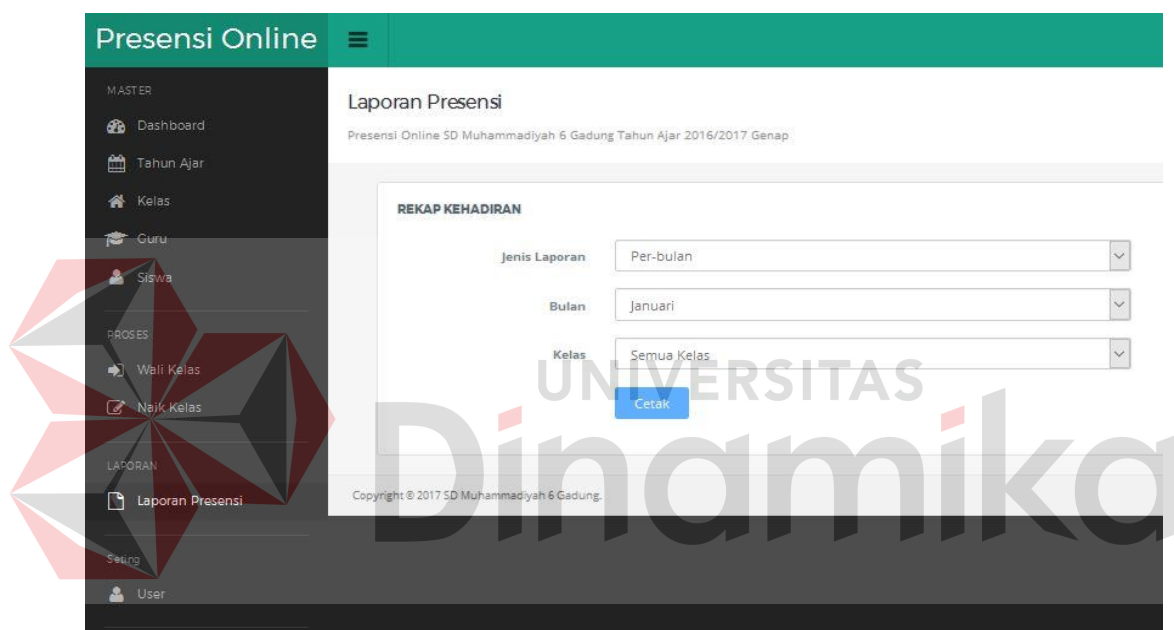 Presensi Online
MASTER
Dashboard
Tahun Ajar
Kelas
Guru
Siswa
PROSES
Wali Kelas
Naik Kelas
LAPORAN
Laporan Presensi
Seting
User
Laporan Presensi
Presensi Online SD Muhammadiyah 6 Gadung Tahun Ajar 2016/2017 Genap
REKAP KEHADIRAN
Jenis Laporan Per-bulan
Bulan Januari
Kelas Semua Kelas
Cetak
Copyright © 2017 SD Muhammadiyah 6 Gadung.
UNIVERSITAS
Dinamika